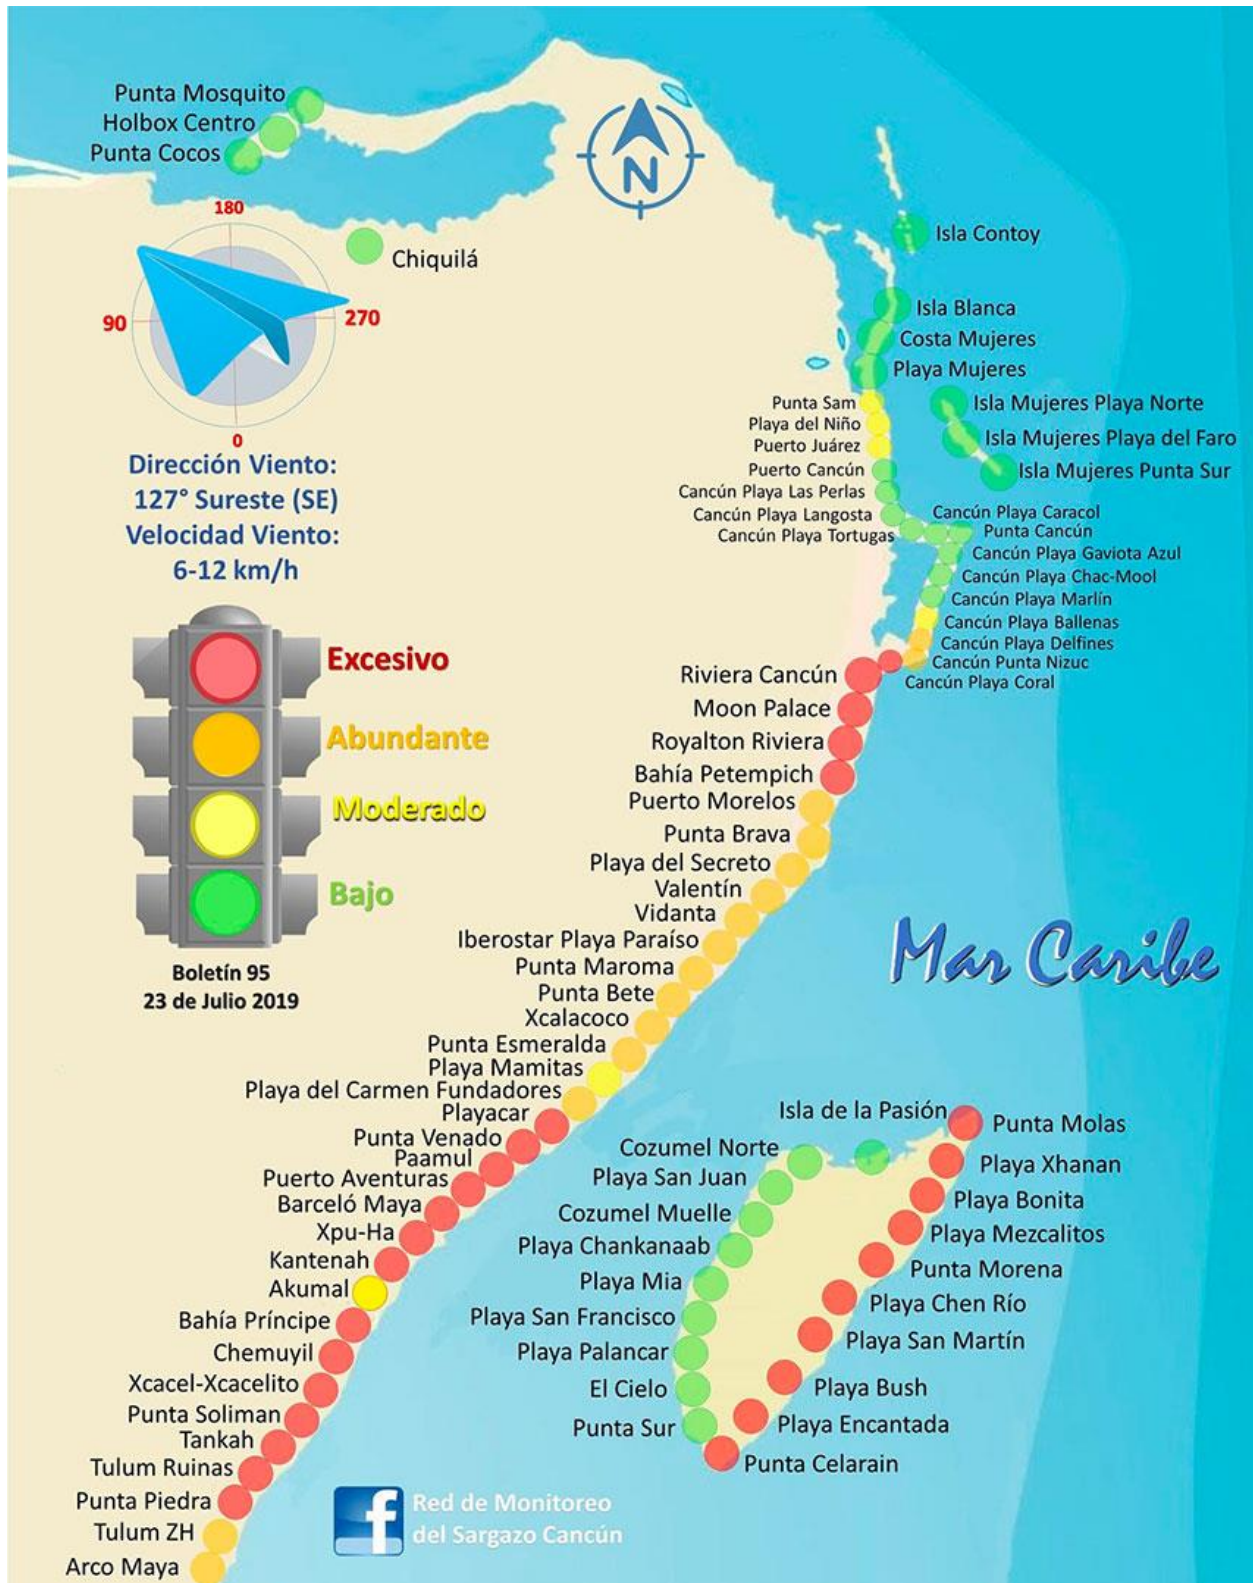 Punta Mosquito
Holbox Centro
Punta Cocos
180
90
270
0
Chiquilá
N
Dirección Viento:
127° Sureste (SE)
Velocidad Viento:
6-12 km/h
Excesivo
Abundante
Moderado
Bajo
Boletín 95
23 de Julio 2019
Isla Contoy
Isla Blanca
Costa Mujeres
Playa Mujeres
Punta Sam
Playa del Niño
Puerto Juárez
Puerto Cancún
Cancún Playa Las Perlas
Cancún Playa Langosta
Cancún Playa Tortugas
Isla Mujeres Playa Norte
Isla Mujeres Playa del Faro
Isla Mujeres Punta Sur
Cancún Playa Caracol
Punta Cancún
Cancún Playa Gaviota Azul
Cancún Playa Chac-Mool
Cancún Playa Marlín
Cancún Playa Ballenas
Cancún Playa Delfines
Cancún Punta Nizuc
Cancún Playa Coral
Riviera Cancún
Moon Palace
Royalton Riviera
Bahía Petempich
Puerto Morelos
Punta Brava
Playa del Secreto
Valentín
Vidanta
Iberostar Playa Paraíso
Punta Maroma
Punta Bete
Xcalacoco
Punta Esmeralda
Playa Mamitas
Playa del Carmen Fundadores
Playacar
Punta Venado
Paamul
Puerto Aventuras
Barceló Maya
Xpu-Ha
Kantenah
Akumal
Bahía Príncipe
Chemuyil
Xcacel-Xcacelito
Punta Soliman
Tankah
Tulum Ruinas
Punta Piedra
Tulum ZH
Arco Maya
Mar Caribe
Isla de la Pasión
Cozumel Norte
Playa San Juan
Cozumel Muelle
Playa Chankanaab
Playa Mia
Playa San Francisco
Playa Palancar
El Cielo
Punta Sur
Punta Molas
Playa Xhanan
Playa Bonita
Playa Mezcalitos
Punta Morena
Playa Chen Río
Playa San Martín
Playa Bush
Playa Encantada
Punta Celarain
f
Red de Monitoreo
del Sargazo Cancún